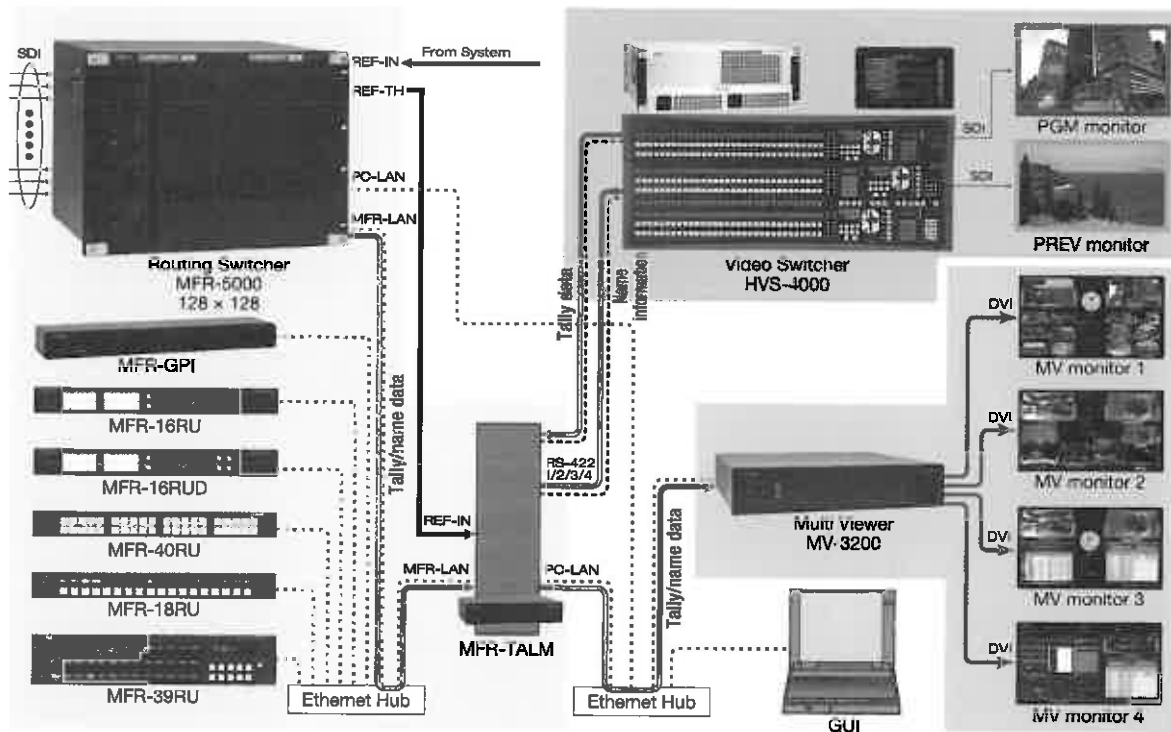 SDI
REF-IN
From System
REF-TH
PC-LAN
MFR-LAN
Routing Switcher
MFR-5000
128 × 128
MFR-GPI
MFR-16RU
MFR-16RUD
MFR-40RU
MFR-18RU
MFR-39RU
Tally/name data
Ethernet Hub
REF-IN
MFR-LAN
PC-LAN
RS-422
1/2/3/4
MFR-TALM
Tally data
Name
information
Video Switcher
HVS-4000
SDI
PGM monitor
SDI
PREV monitor
Tally/name data
Ethernet Hub
GUI
Multi Viewer
MV-3200
DVI
MV monitor 1
DVI
MV monitor 2
DVI
MV monitor 3
DVI
MV monitor 4